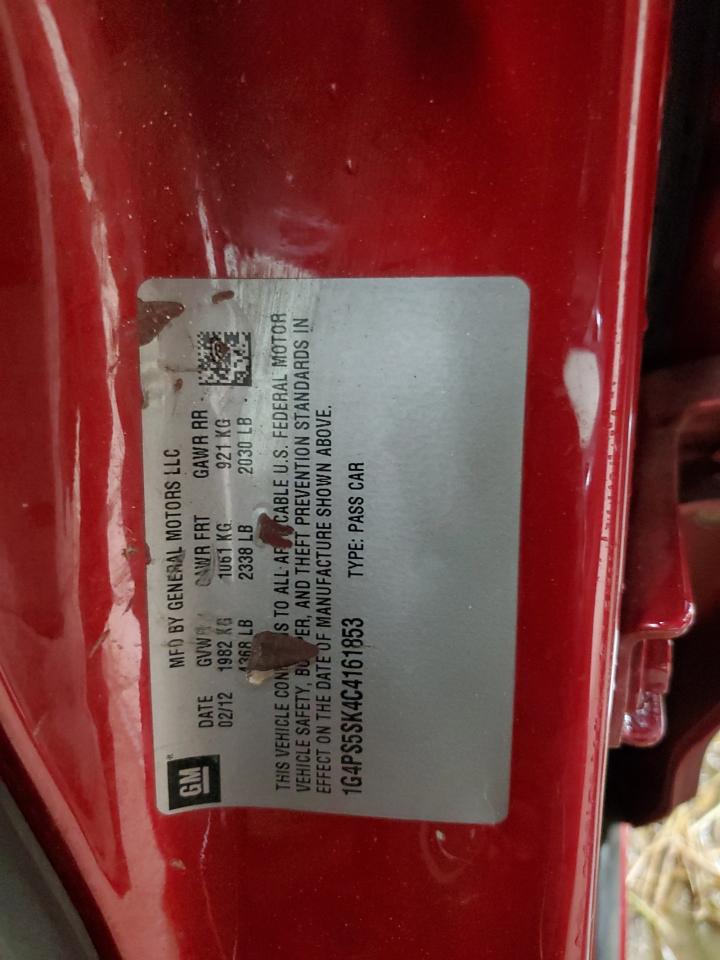 GM
MFD BY GENERAL MOTORS LLC
DATE GVWR GAWR FRT GAWR RR
02/12 1982 KG 1061 KG 921 KG
4368 LB 2338 LB 2030 LB
THIS VEHICLE CONFORMS TO ALL APPLICABLE U.S. FEDERAL MOTOR
VEHICLE SAFETY, BUMPER, AND THEFT PREVENTION STANDARDS IN
EFFECT ON THE DATE OF MANUFACTURE SHOWN ABOVE.
1G4PS5SK4C4161853 TYPE: PASS CAR